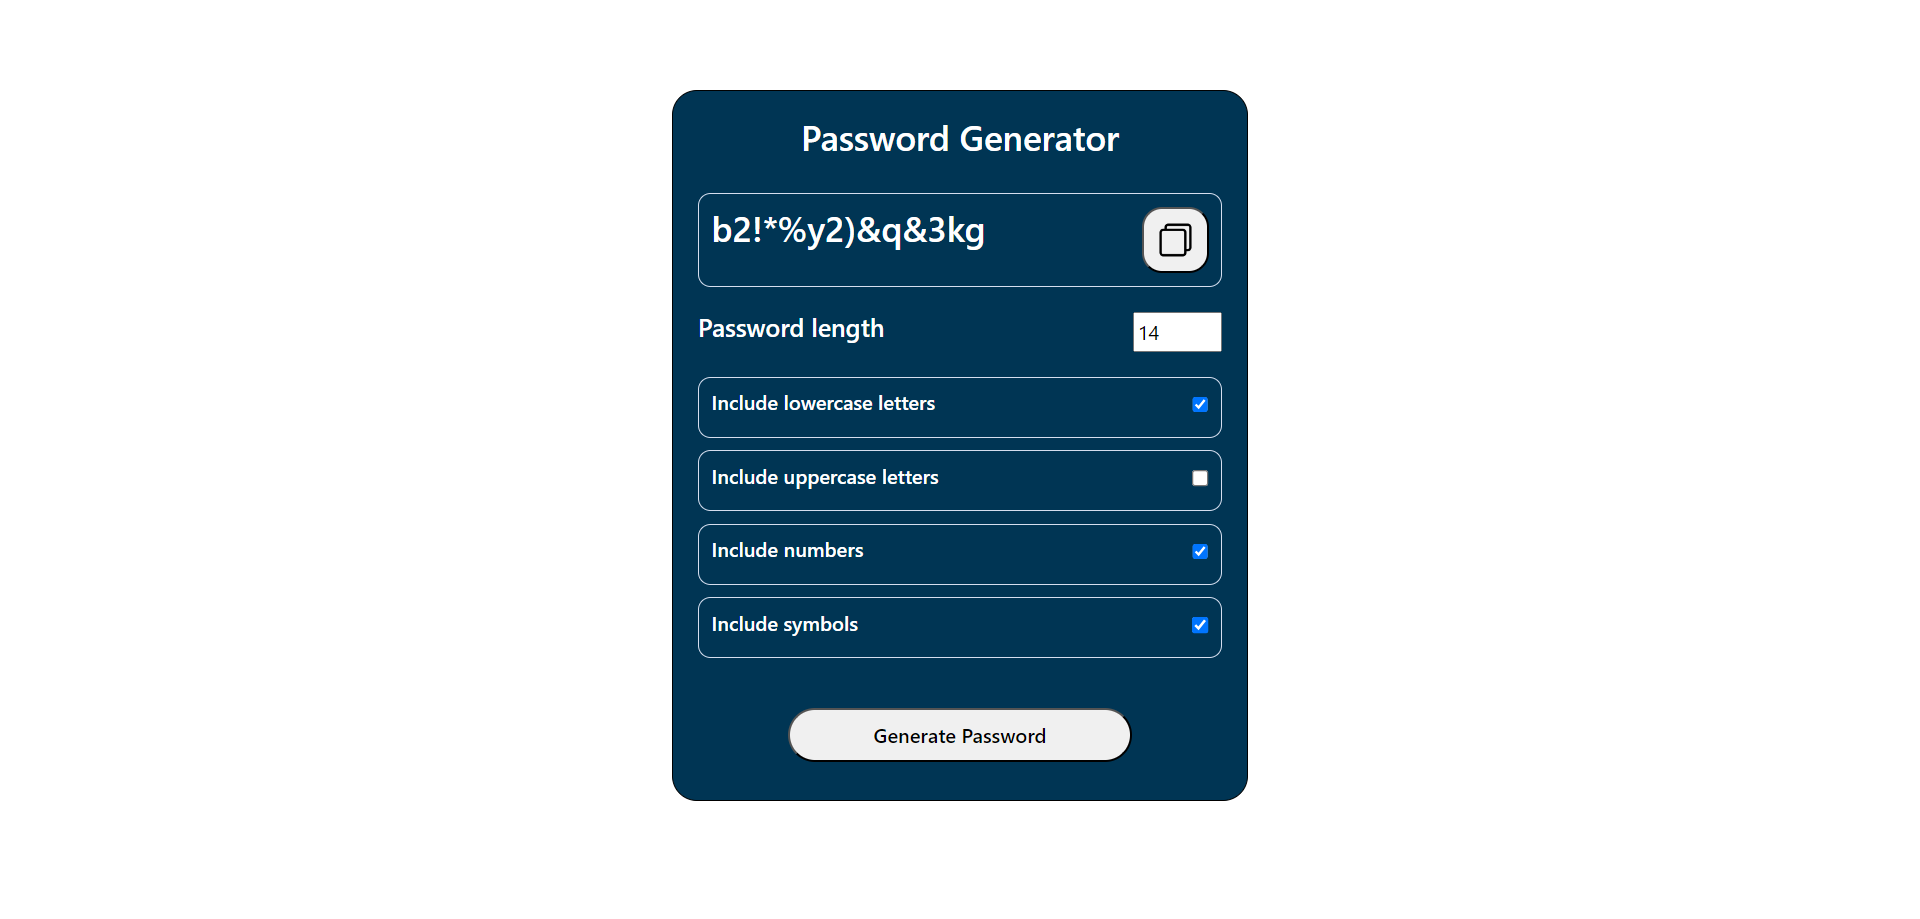 Password Generator
b2!*%y2)&q&3kg
Password length
14
Include lowercase letters
Include uppercase letters
Include numbers
Include symbols
Generate Password